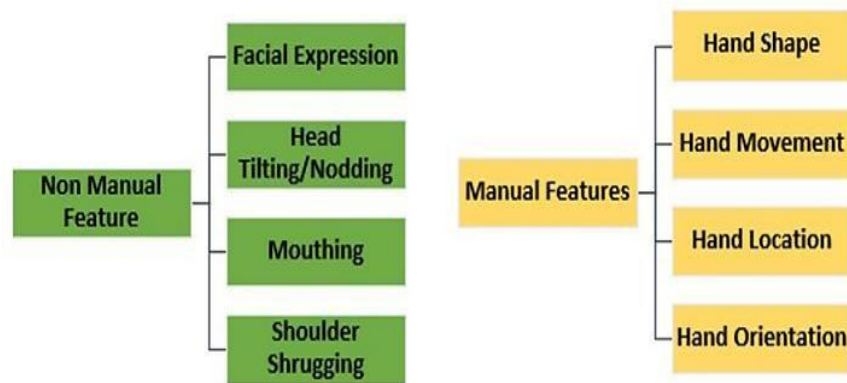 Non Manual
Feature
Facial Expression
Head
Tilting/Nodding
Mouthing
Shoulder
Shrugging
Manual Features
Hand Shape
Hand Movement
Hand Location
Hand Orientation